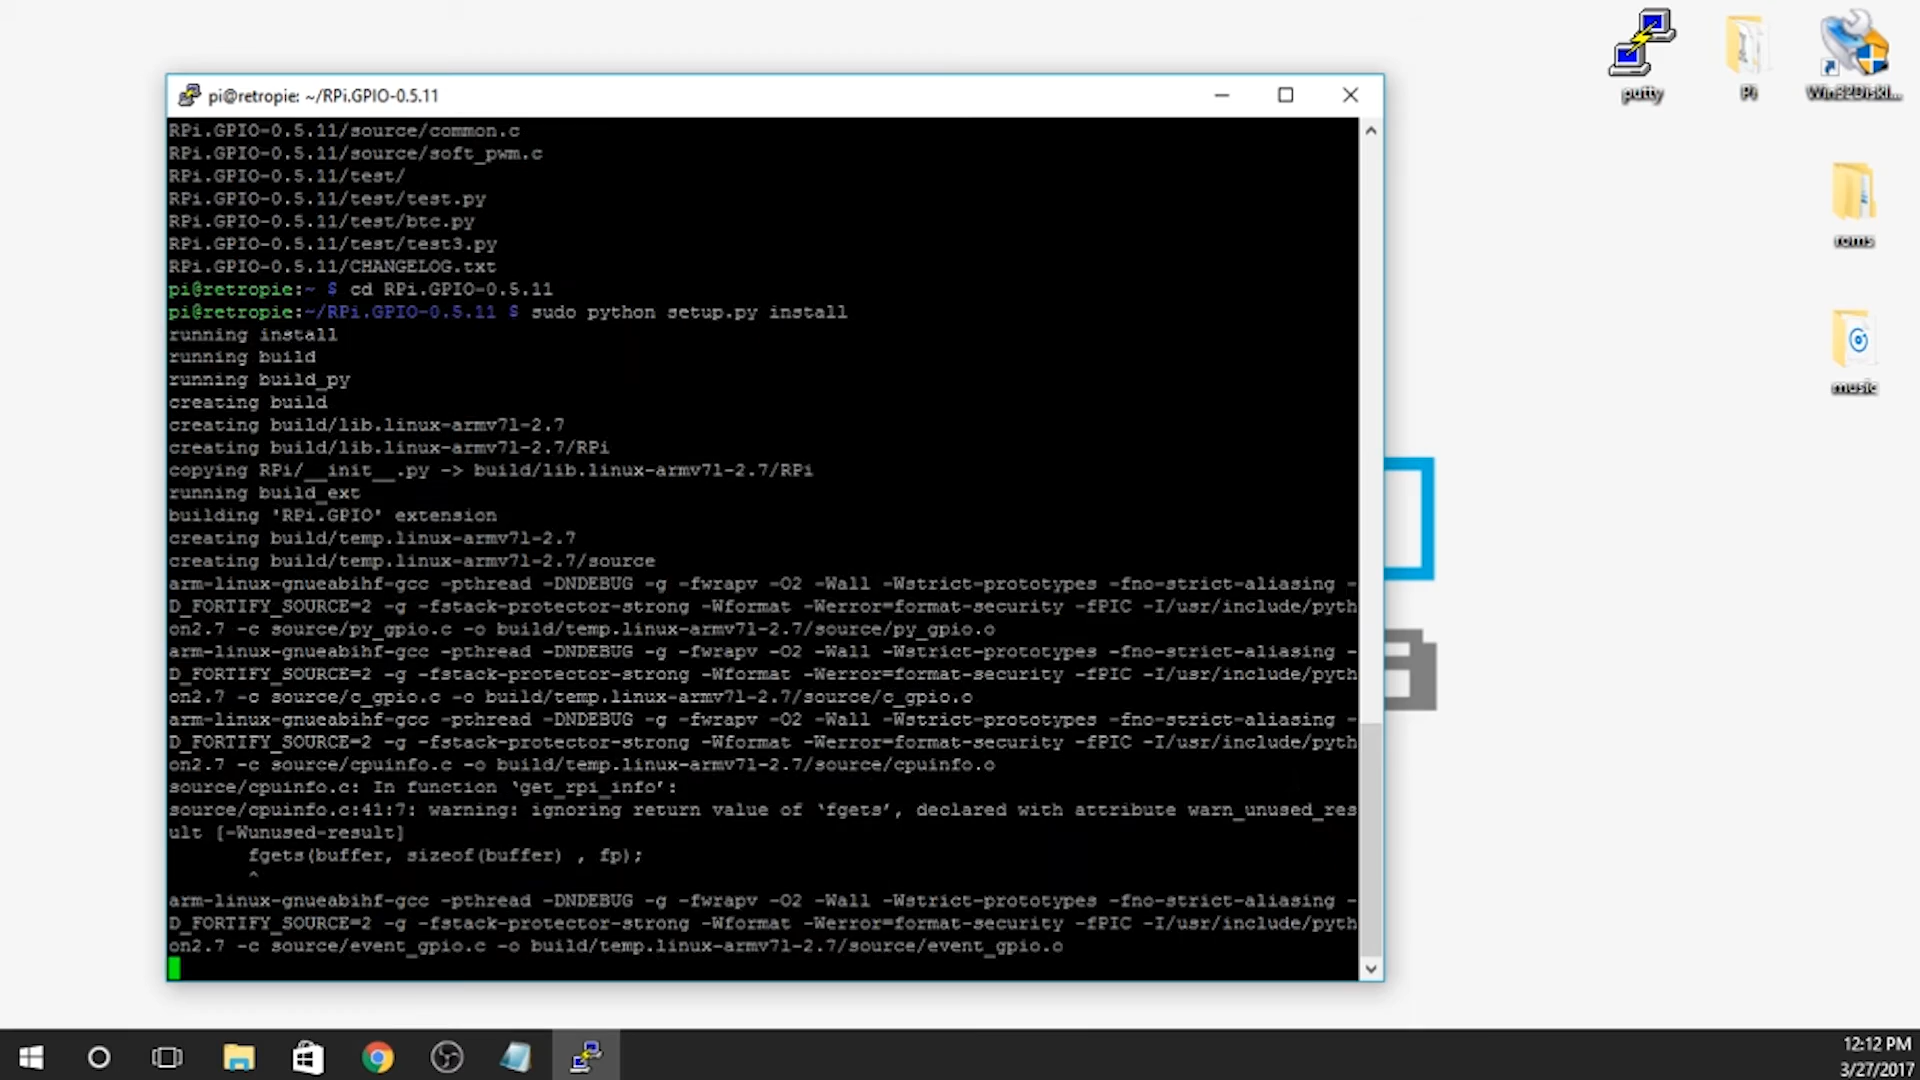 putty
Pi
Win32DiskI...
pi@retropie: ~/RPi.GPIO-0.5.11
RPi.GPIO-0.5.11/source/common.c
RPi.GPIO-0.5.11/source/soft_pwm.c
RPi.GPIO-0.5.11/test/
RPi.GPIO-0.5.11/test/test.py
RPi.GPIO-0.5.11/test/btc.py
RPi.GPIO-0.5.11/test/test3.py
RPi.GPIO-0.5.11/CHANGELOG.txt
pi@retropie:~ $ cd RPi.GPIO-0.5.11
pi@retropie:~/RPi.GPIO-0.5.11 $ sudo python setup.py install
running install
running build
running build_py
creating build
creating build/lib.linux-armv7l-2.7
creating build/lib.linux-armv7l-2.7/RPi
copying RPi/__init__.py -> build/lib.linux-armv7l-2.7/RPi
running build_ext
building 'RPi.GPIO' extension
creating build/temp.linux-armv7l-2.7
creating build/temp.linux-armv7l-2.7/source
arm-linux-gnueabihf-gcc -pthread -DNDEBUG -g -fwrapv -O2 -Wall -Wstrict-prototypes -fno-strict-aliasing -
D_FORTIFY_SOURCE=2 -g -fstack-protector-strong -Wformat -Werror=format-security -fPIC -I/usr/include/pyth
on2.7 -c source/py_gpio.c -o build/temp.linux-armv7l-2.7/source/py_gpio.o
arm-linux-gnueabihf-gcc -pthread -DNDEBUG -g -fwrapv -O2 -Wall -Wstrict-prototypes -fno-strict-aliasing -
D_FORTIFY_SOURCE=2 -g -fstack-protector-strong -Wformat -Werror=format-security -fPIC -I/usr/include/pyth
on2.7 -c source/c_gpio.c -o build/temp.linux-armv7l-2.7/source/c_gpio.o
arm-linux-gnueabihf-gcc -pthread -DNDEBUG -g -fwrapv -O2 -Wall -Wstrict-prototypes -fno-strict-aliasing -
D_FORTIFY_SOURCE=2 -g -fstack-protector-strong -Wformat -Werror=format-security -fPIC -I/usr/include/pyth
on2.7 -c source/cpuinfo.c -o build/temp.linux-armv7l-2.7/source/cpuinfo.o
source/cpuinfo.c: In function ‘get_rpi_info’:
source/cpuinfo.c:41:7: warning: ignoring return value of ‘fgets’, declared with attribute warn_unused_res
ult [-Wunused-result]
fgets(buffer, sizeof(buffer) , fp);
^
arm-linux-gnueabihf-gcc -pthread -DNDEBUG -g -fwrapv -O2 -Wall -Wstrict-prototypes -fno-strict-aliasing -
D_FORTIFY_SOURCE=2 -g -fstack-protector-strong -Wformat -Werror=format-security -fPIC -I/usr/include/pyth
on2.7 -c source/event_gpio.c -o build/temp.linux-armv7l-2.7/source/event_gpio.o
roms
music
12:12 PM
3/27/2017